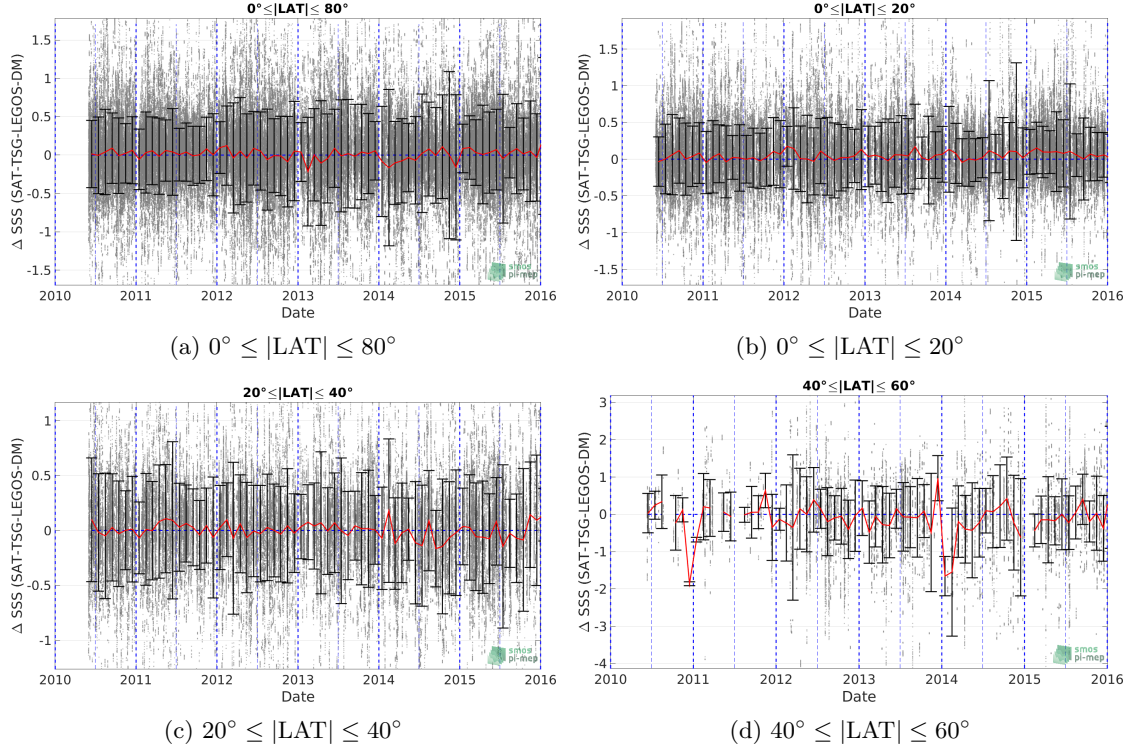 0°≤|LAT|≤ 80°
Δ SSS (SAT-TSG-LEGOS-DM)
1.5
1
0.5
0
-0.5
-1
-1.5
2010 2011 2012 2013 2014 2015 2016
Date
smos
pi-mep
(a) 0° ≤ |LAT| ≤ 80°
0°≤|LAT|≤ 20°
Δ SSS (SAT-TSG-LEGOS-DM)
1.5
1
0.5
0
-0.5
-1
-1.5
2010 2011 2012 2013 2014 2015 2016
Date
smos
pi-mep
(b) 0° ≤ |LAT| ≤ 20°
20°≤|LAT|≤ 40°
Δ SSS (SAT-TSG-LEGOS-DM)
1
0.5
0
-0.5
-1
2010 2011 2012 2013 2014 2015 2016
Date
smos
pi-mep
(c) 20° ≤ |LAT| ≤ 40°
40°≤|LAT|≤ 60°
Δ SSS (SAT-TSG-LEGOS-DM)
3
2
1
0
-1
-2
-3
-4
2010 2011 2012 2013 2014 2015 2016
Date
smos
pi-mep
(d) 40° ≤ |LAT| ≤ 60°